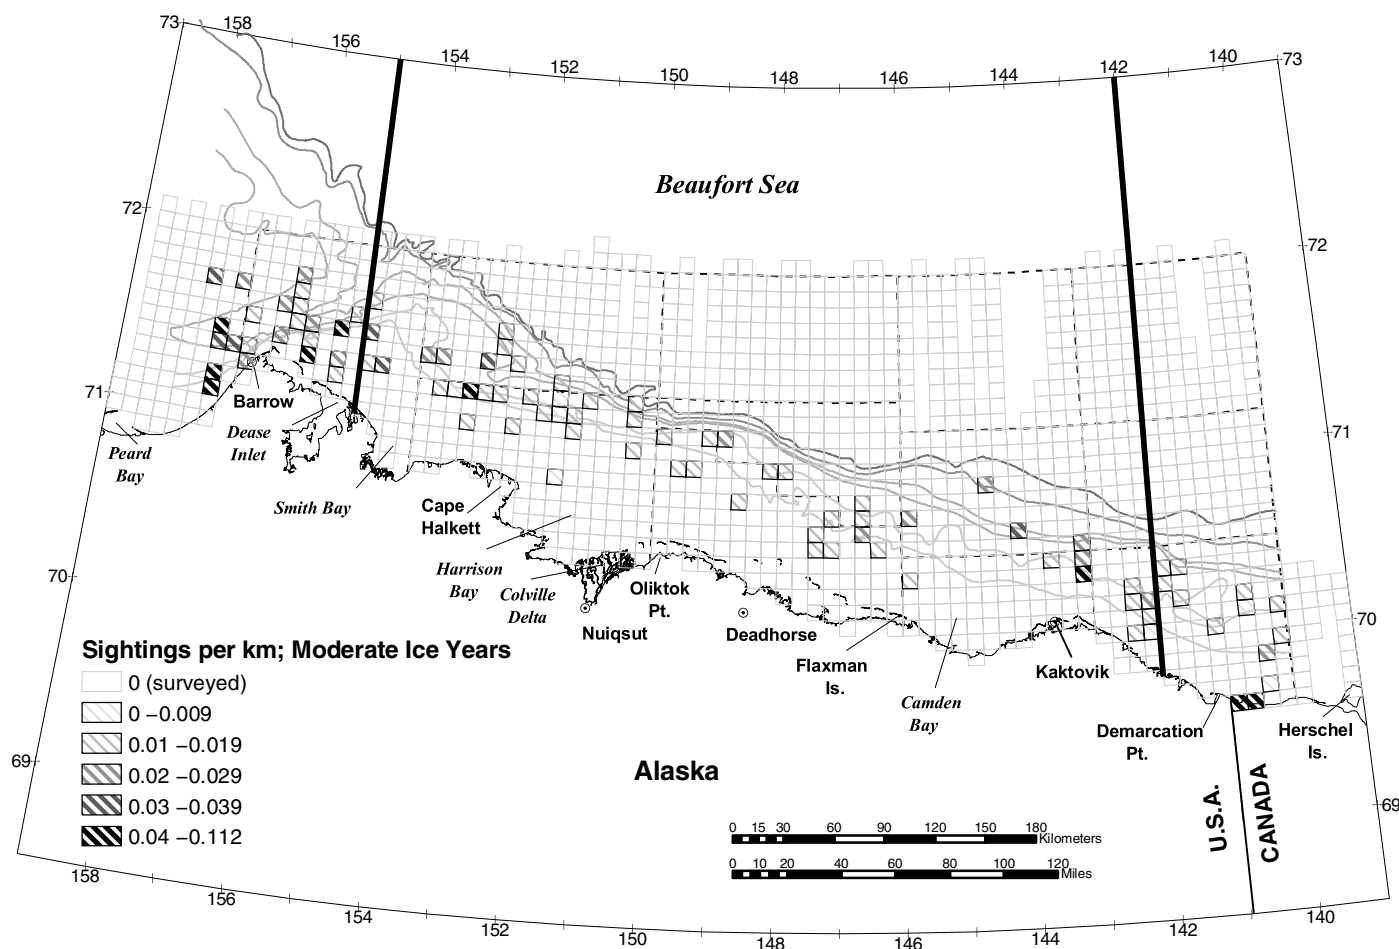 73
158
156
154
152
150
148
146
144
142
140
73
Beaufort Sea
72
72
71
71
Barrow
Peard
Bay
Dease
Inlet
Smith Bay
Cape
Halkett
Harrison
Bay
Colville
Delta
Nuiqsut
Oliktok
Pt.
Deadhorse
Flaxman
Is.
Camden
Bay
Kaktovik
Demarcation
Pt.
Herschel
Is.
70
70
Sightings per km; Moderate Ice Years
0 (surveyed)
0 −0.009
0.01 −0.019
0.02 −0.029
0.03 −0.039
0.04 −0.112
Alaska
U.S.A.
CANADA
69
69
0 15 30 60 90 120 150 180
Kilometers
0 10 20 40 60 80 100 120
Miles
158
156
154
152
150
148
146
144
142
140